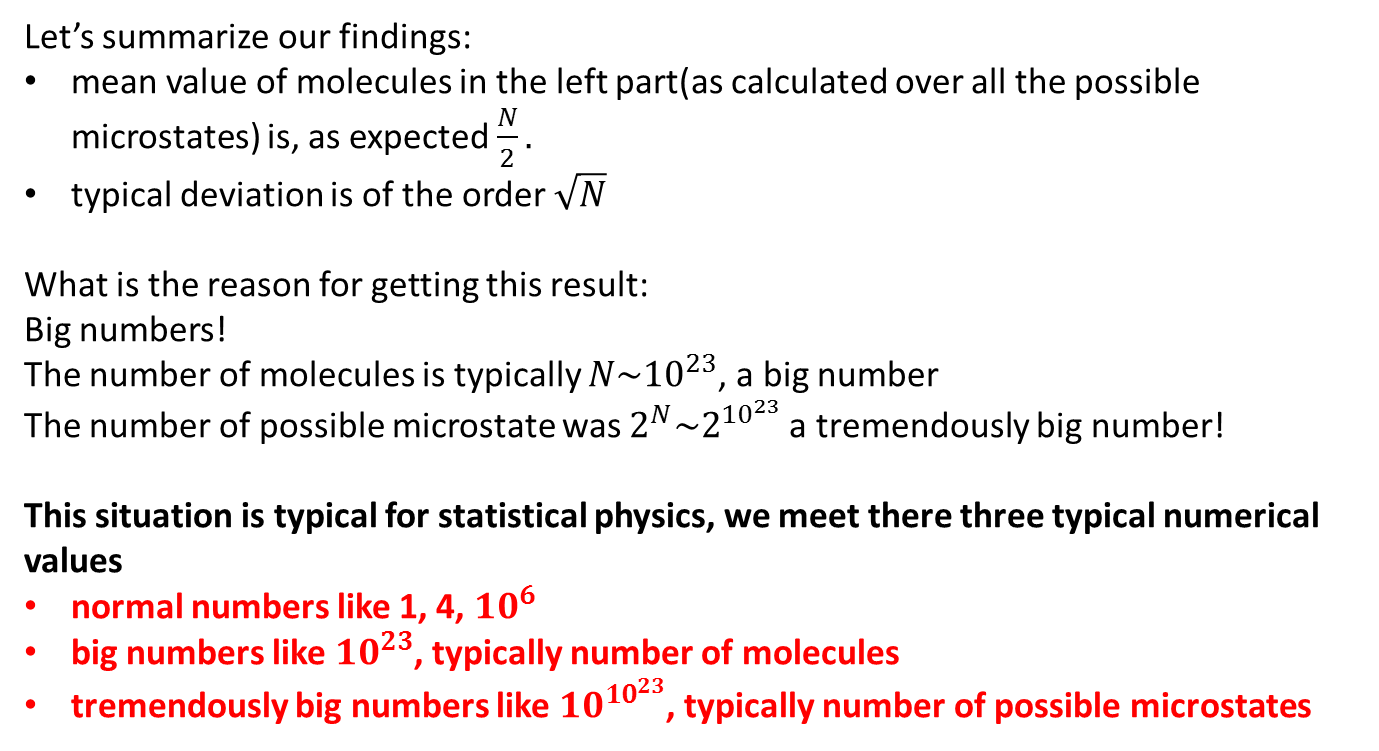 Let’s summarize our findings:
• mean value of molecules in the left part(as calculated over all the possible
microstates) is, as expected $\frac{N}{2}$ .
• typical deviation is of the order $\sqrt{N}$
What is the reason for getting this result:
Big numbers!
The number of molecules is typically $N \sim 10^{23}$, a big number
The number of possible microstate was $2^N \sim 2^{10^{23}}$ a tremendously big number!
This situation is typical for statistical physics, we meet there three typical numerical
values
• normal numbers like 1, 4, $10^6$
• big numbers like $10^{23}$, typically number of molecules
• tremendously big numbers like $10^{10^{23}}$, typically number of possible microstates